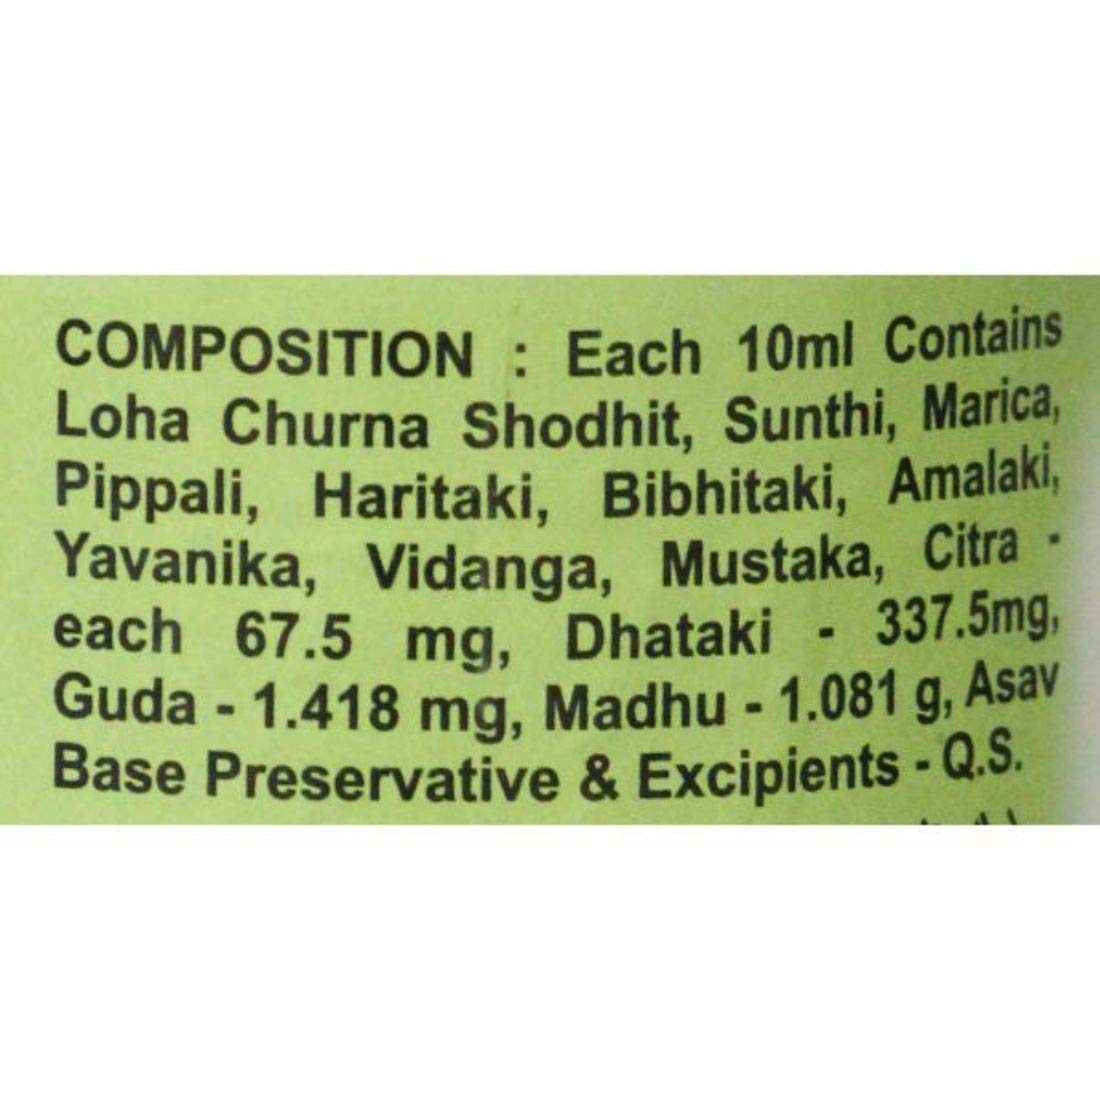 COMPOSITION : Each 10ml Contains
Loha Churna Shodhit, Sunthi, Marica,
Pippali, Haritaki, Bibhitaki, Amalaki,
Yavanika, Vidanga, Mustaka, Citra -
each 67.5 mg, Dhataki - 337.5mg,
Guda - 1.418 mg, Madhu - 1.081 g, Asav
Base Preservative & Excipients - Q.S.